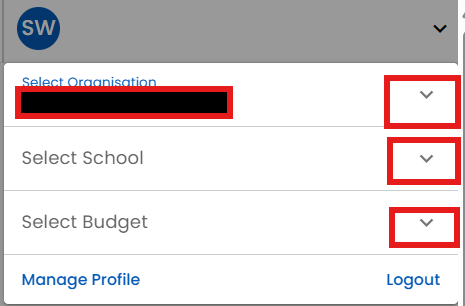 SW
Select Organisation
Select School
Select Budget
Manage Profile
Logout